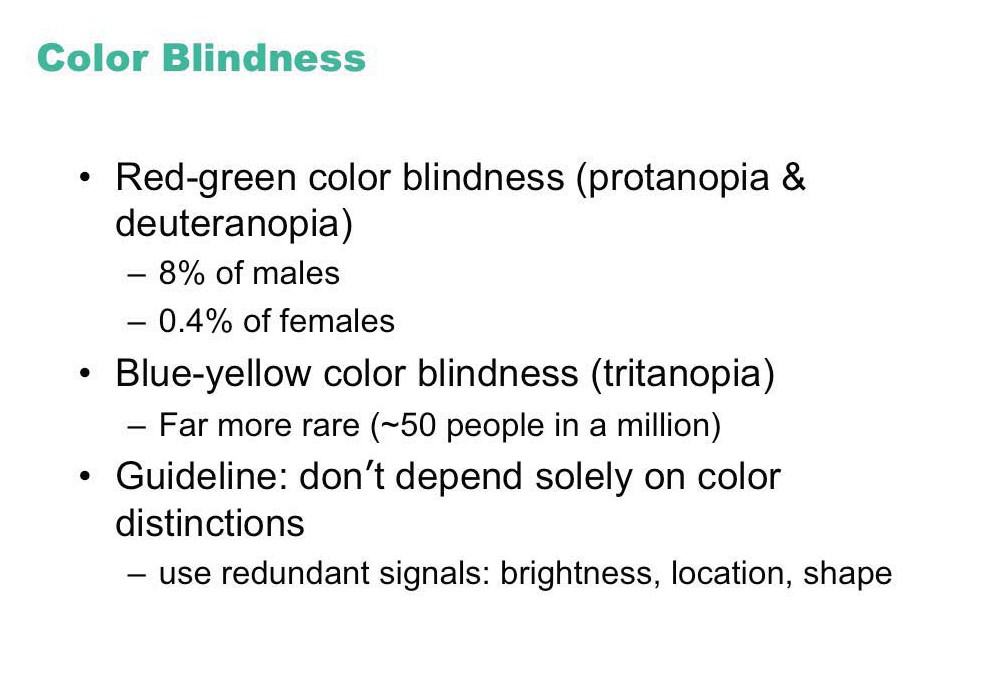 Color Blindness
• Red-green color blindness (protanopia &
deuteranopia)
– 8% of males
– 0.4% of females
• Blue-yellow color blindness (tritanopia)
– Far more rare (~50 people in a million)
• Guideline: don’t depend solely on color
distinctions
– use redundant signals: brightness, location, shape